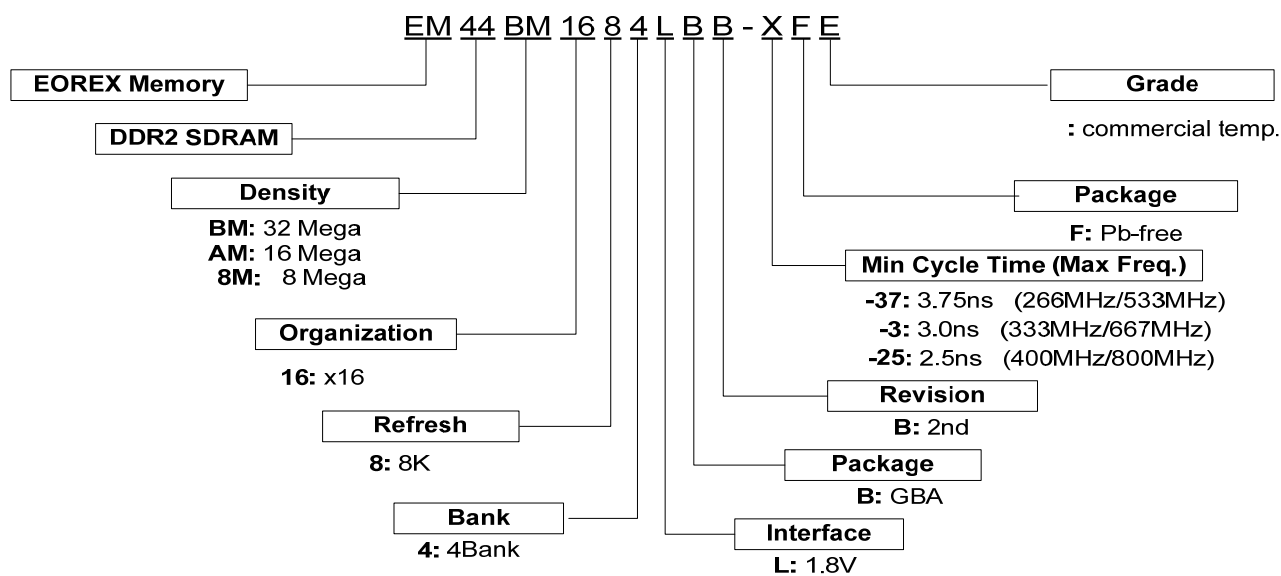 EM 44 BM 16 8 4 L B B - X F E
EOREX Memory
Grade
: commercial temp.
DDR2 SDRAM
Density
BM: 32 Mega
AM: 16 Mega
8M: 8 Mega
Package
F: Pb-free
Min Cycle Time (Max Freq.)
-37: 3.75ns (266MHz/533MHz)
-3: 3.0ns (333MHz/667MHz)
-25: 2.5ns (400MHz/800MHz)
Organization
16: x16
Revision
B: 2nd
Refresh
8: 8K
Package
B: GBA
Bank
4: 4Bank
Interface
L: 1.8V